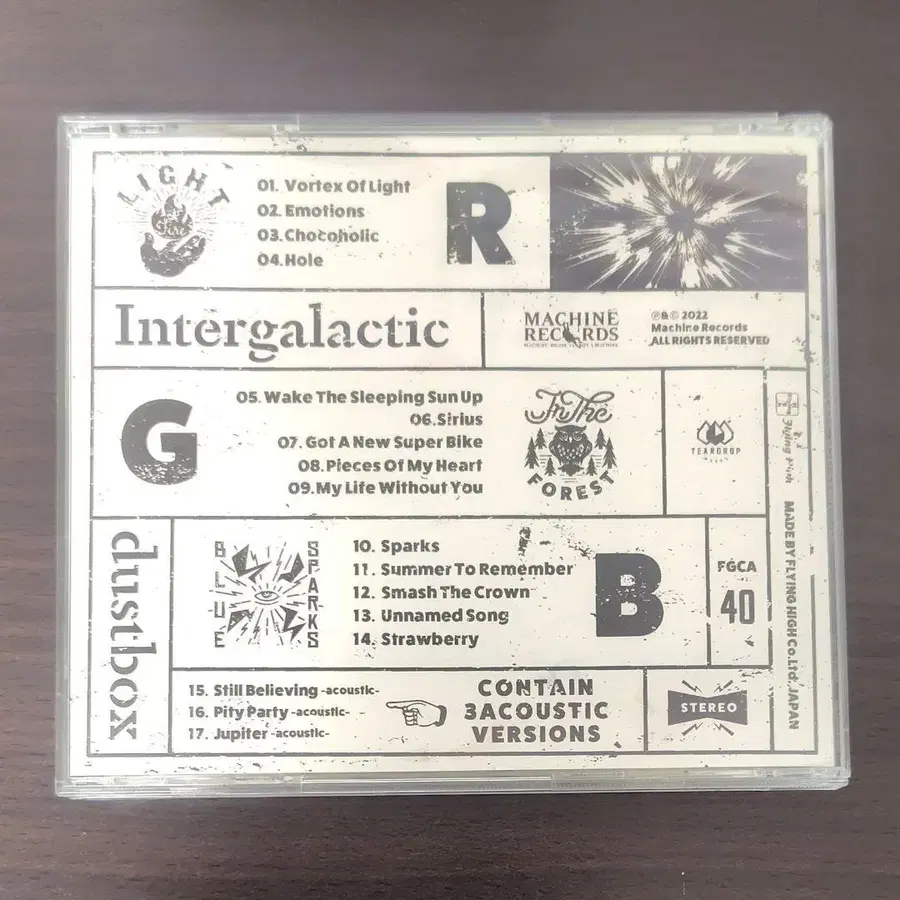 LIGHT
A
Fire
01. Vortex Of Light
02. Emotions
03. Chocoholic
04. Hole
R
Intergalactic
MACHINE
RECORDS
℗&© 2022
Machine Records
ALL RIGHTS RESERVED
G
05. Wake The Sleeping Sun Up
06. Sirius
07. Got A New Super Bike
08. Pieces Of My Heart
09. My Life Without You
In The
FOREST
TEARDROP
Flying High
MADE BY FLYING HIGH Co.Ltd. JAPAN
dustbox
BLUE
SPARKS
10. Sparks
11. Summer To Remember
12. Smash The Crown
13. Unnamed Song
14. Strawberry
B
FGCA
40
15. Still Believing -acoustic-
16. Pity Party -acoustic-
17. Jupiter -acoustic-
CONTAIN
3ACOUSTIC
VERSIONS
STEREO